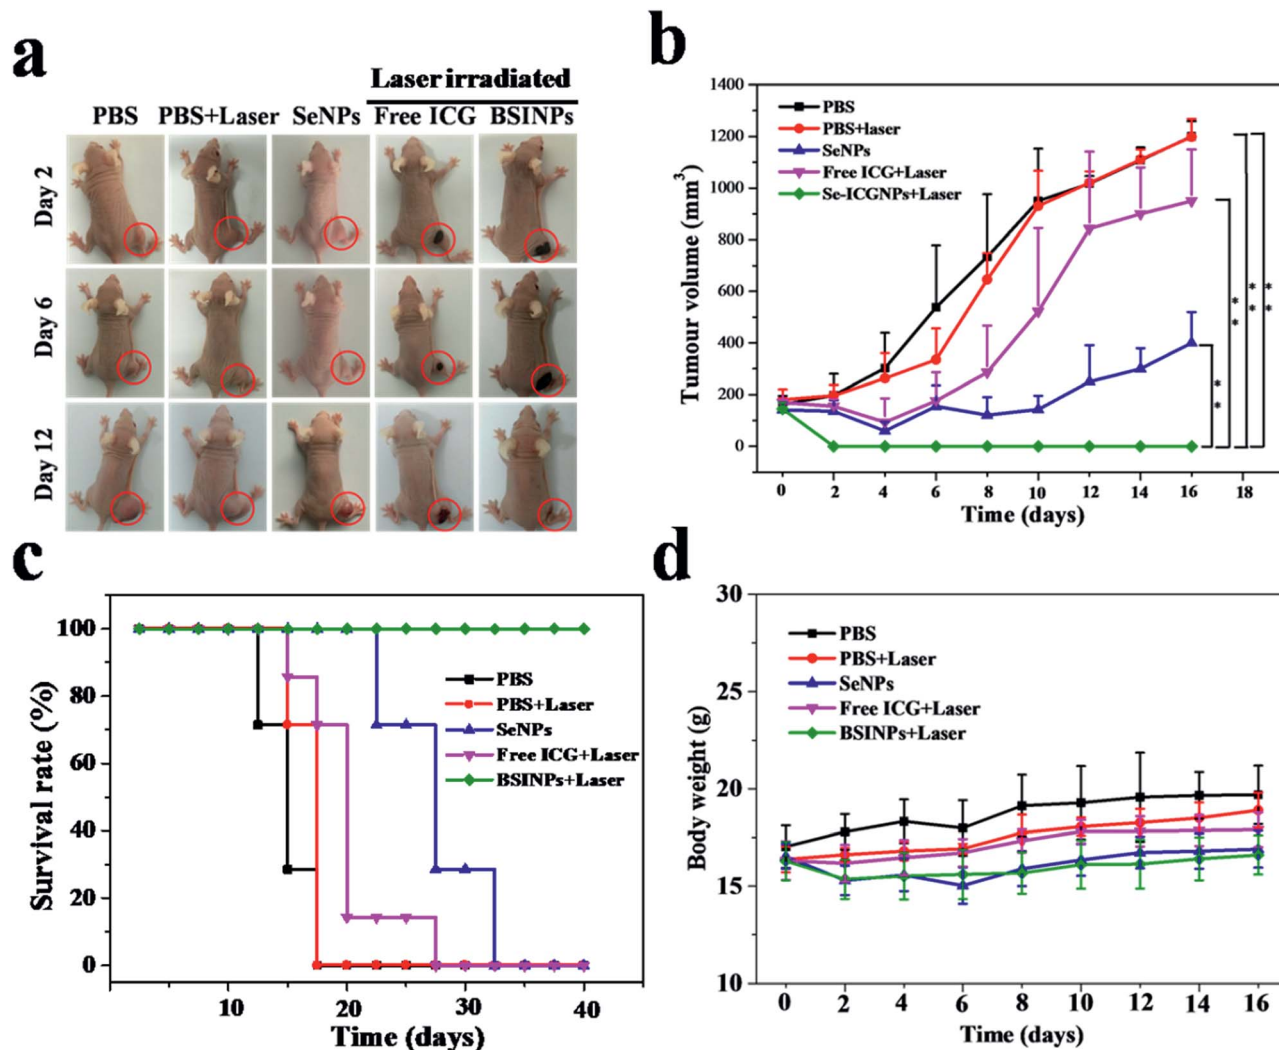 a
Laser irradiated
PBS PBS+Laser SeNPs Free ICG BSINPs
Day 2
Day 6
Day 12
b
Tumour volume (mm³)
1400
1200
1000
800
600
400
200
0
PBS
PBS+laser
SeNPs
Free ICG+Laser
Se-ICGNPs+Laser
**
**
**
**
0 2 4 6 8 10 12 14 16 18
Time (days)
c
Survival rate (%)
100
80
60
40
20
0
PBS
PBS+Laser
SeNPs
Free ICG+Laser
BSINPs+Laser
10 20 30 40
Time (days)
d
Body weight (g)
30
25
20
15
10
PBS
PBS+Laser
SeNPs
Free ICG+Laser
BSINPs+Laser
0 2 4 6 8 10 12 14 16
Time (days)